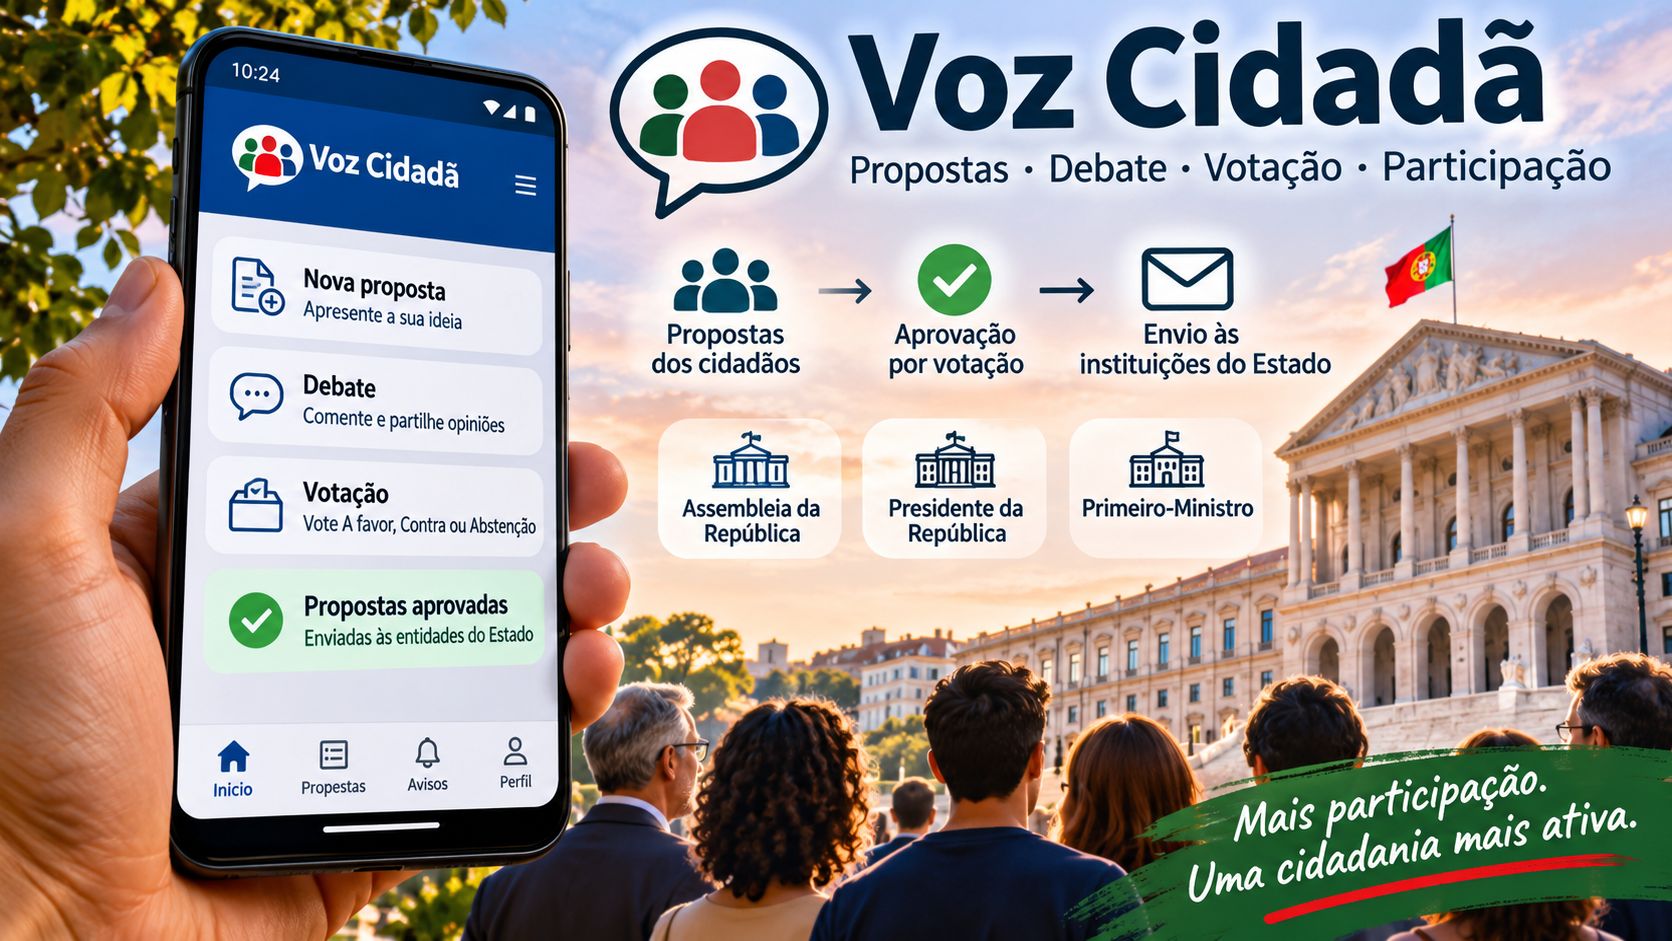 10:24
Voz Cidadã
Nova proposta
Apresente a sua ideia
Debate
Comente e partilhe opiniões
Votação
Vote A favor, Contra ou Abstenção
Propostas aprovadas
Enviadas às entidades do Estado
Inicio
Propostas
Avisos
Perfil
Voz Cidadã
Propostas · Debate · Votação · Participação
Propostas
dos cidadãos
Aprovação
por votação
Envio às
instituições do Estado
Assembleia da
República
Presidente da
República
Primeiro-Ministro
Mais participação.
Uma cidadania mais ativa.